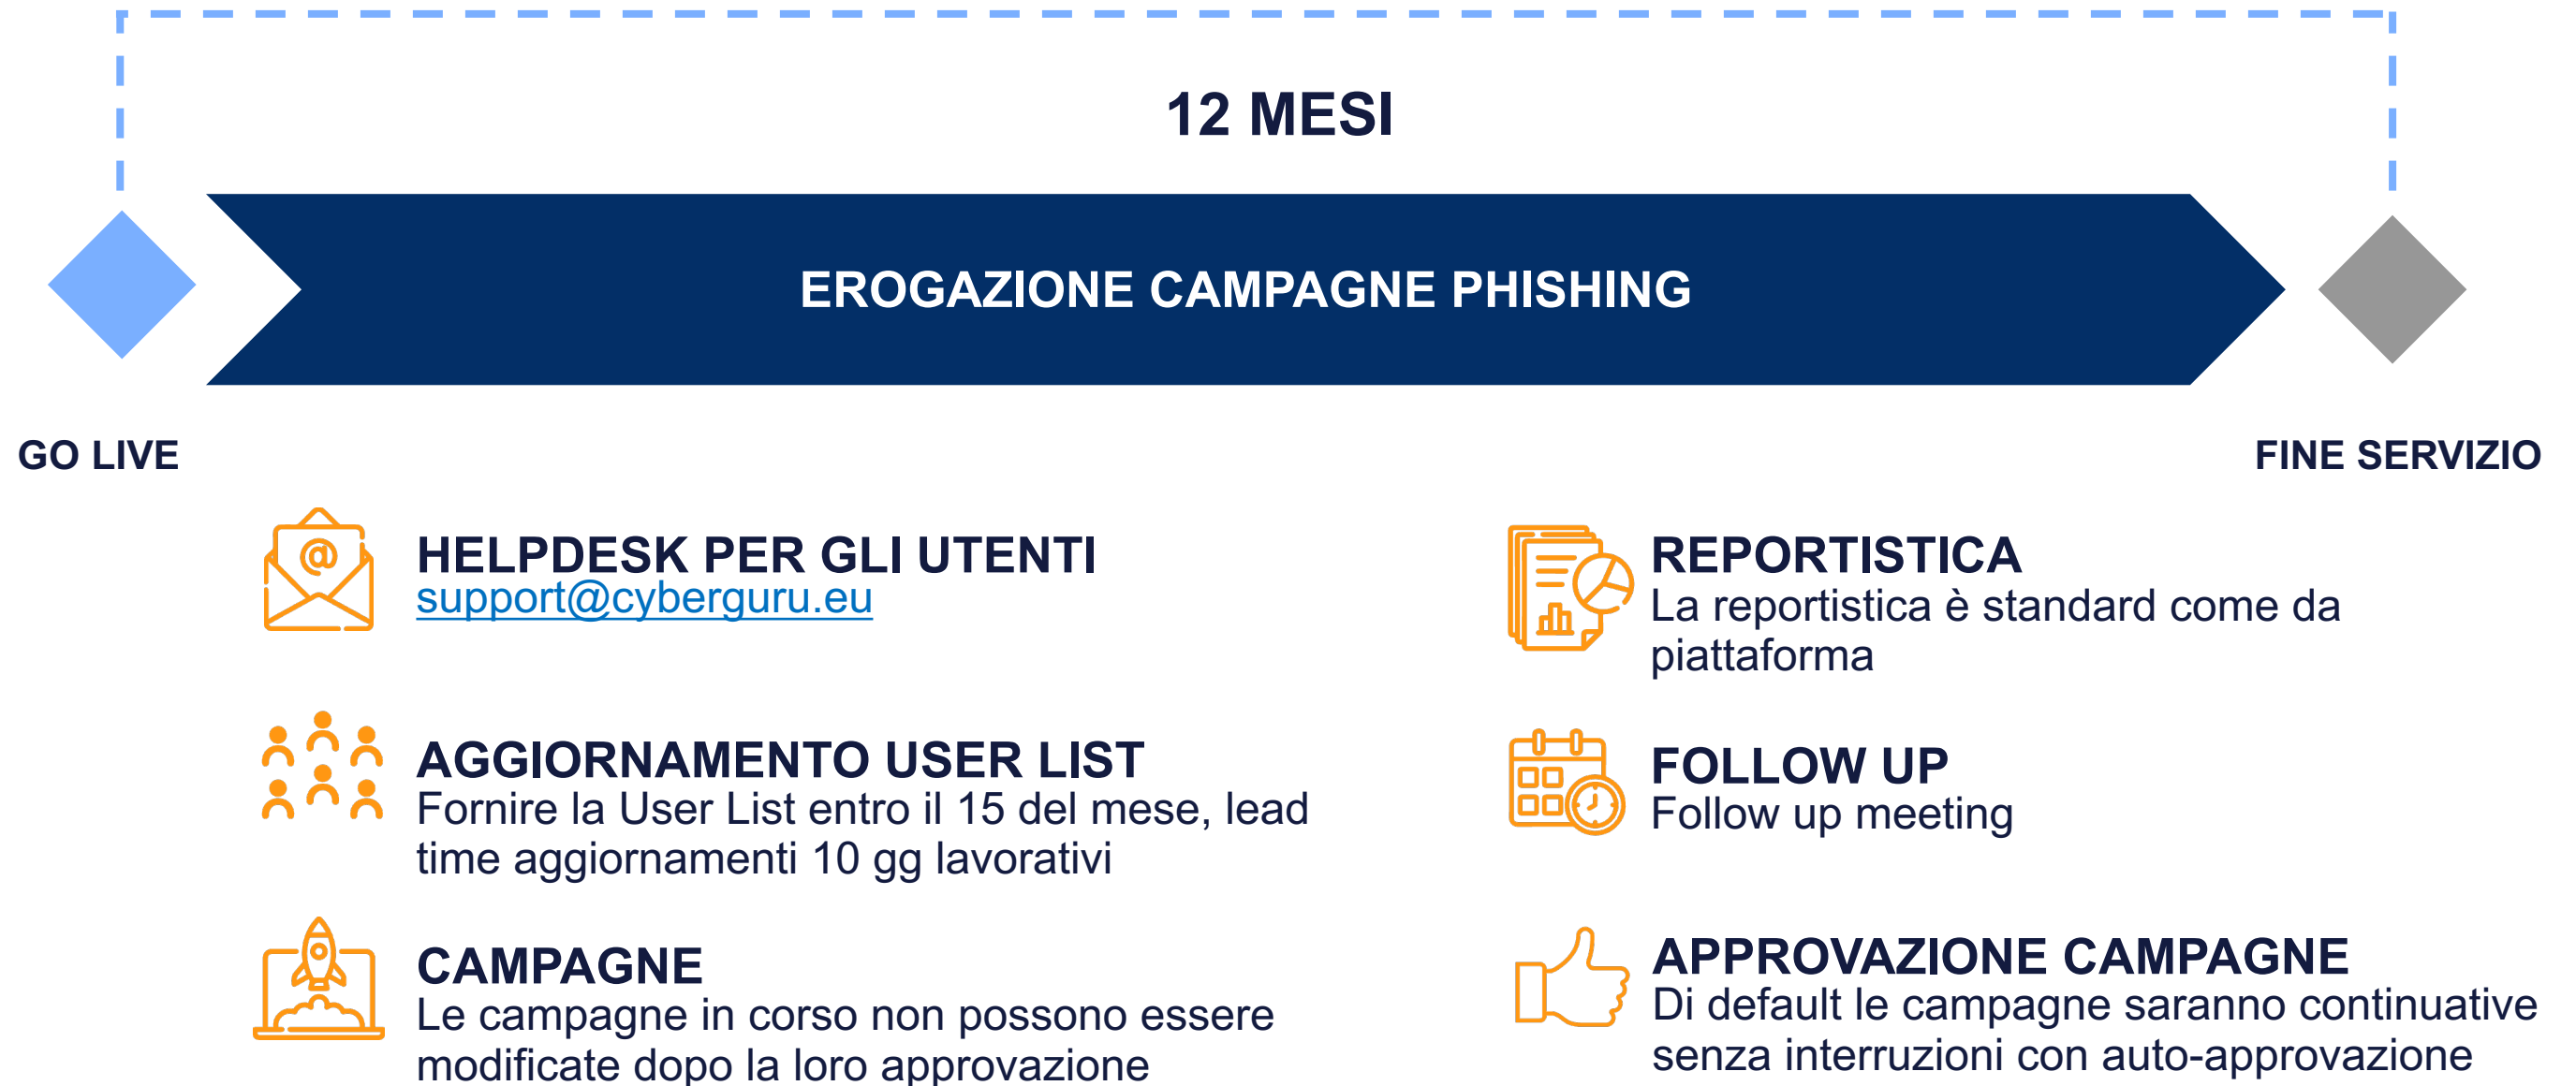 12 MESI
EROGAZIONE CAMPAGNE PHISHING
GO LIVE
FINE SERVIZIO
HELPDESK PER GLI UTENTI
support@cyberguru.eu
AGGIORNAMENTO USER LIST
Fornire la User List entro il 15 del mese, lead
time aggiornamenti 10 gg lavorativi
CAMPAGNE
Le campagne in corso non possono essere
modificate dopo la loro approvazione
REPORTISTICA
La reportistica è standard come da
piattaforma
FOLLOW UP
Follow up meeting
APPROVAZIONE CAMPAGNE
Di default le campagne saranno continuative
senza interruzioni con auto-approvazione